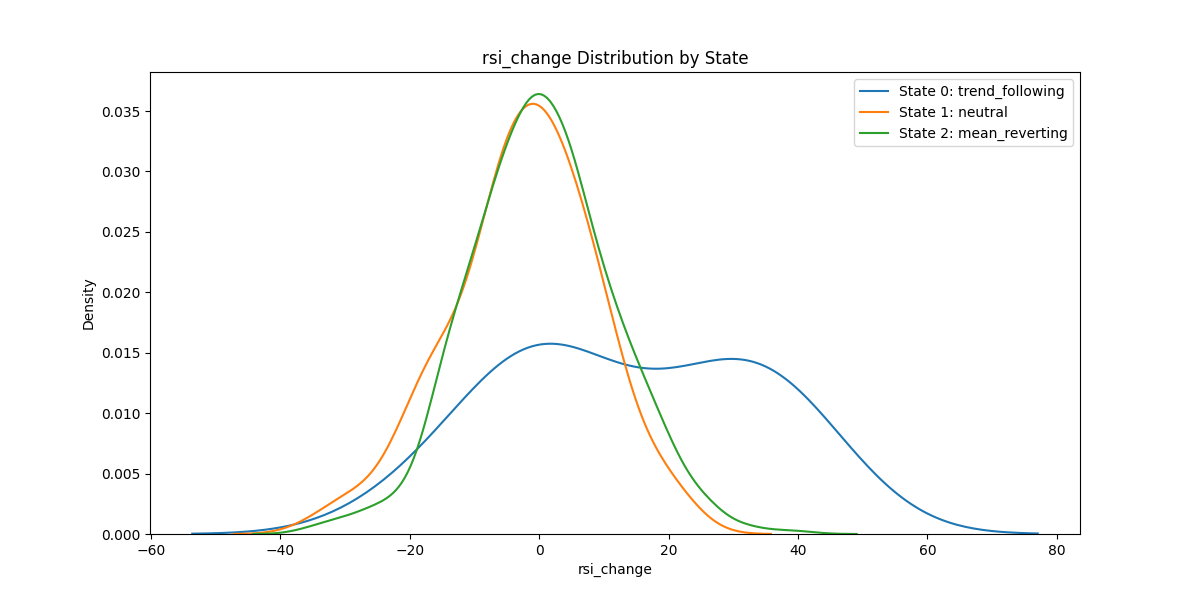 rsi_change Distribution by State
State 0: trend_following
State 1: neutral
State 2: mean_reverting
0.035
0.030
0.025
0.020
0.015
0.010
0.005
0.000
Density
−60 −40 −20 0 20 40 60 80
rsi_change